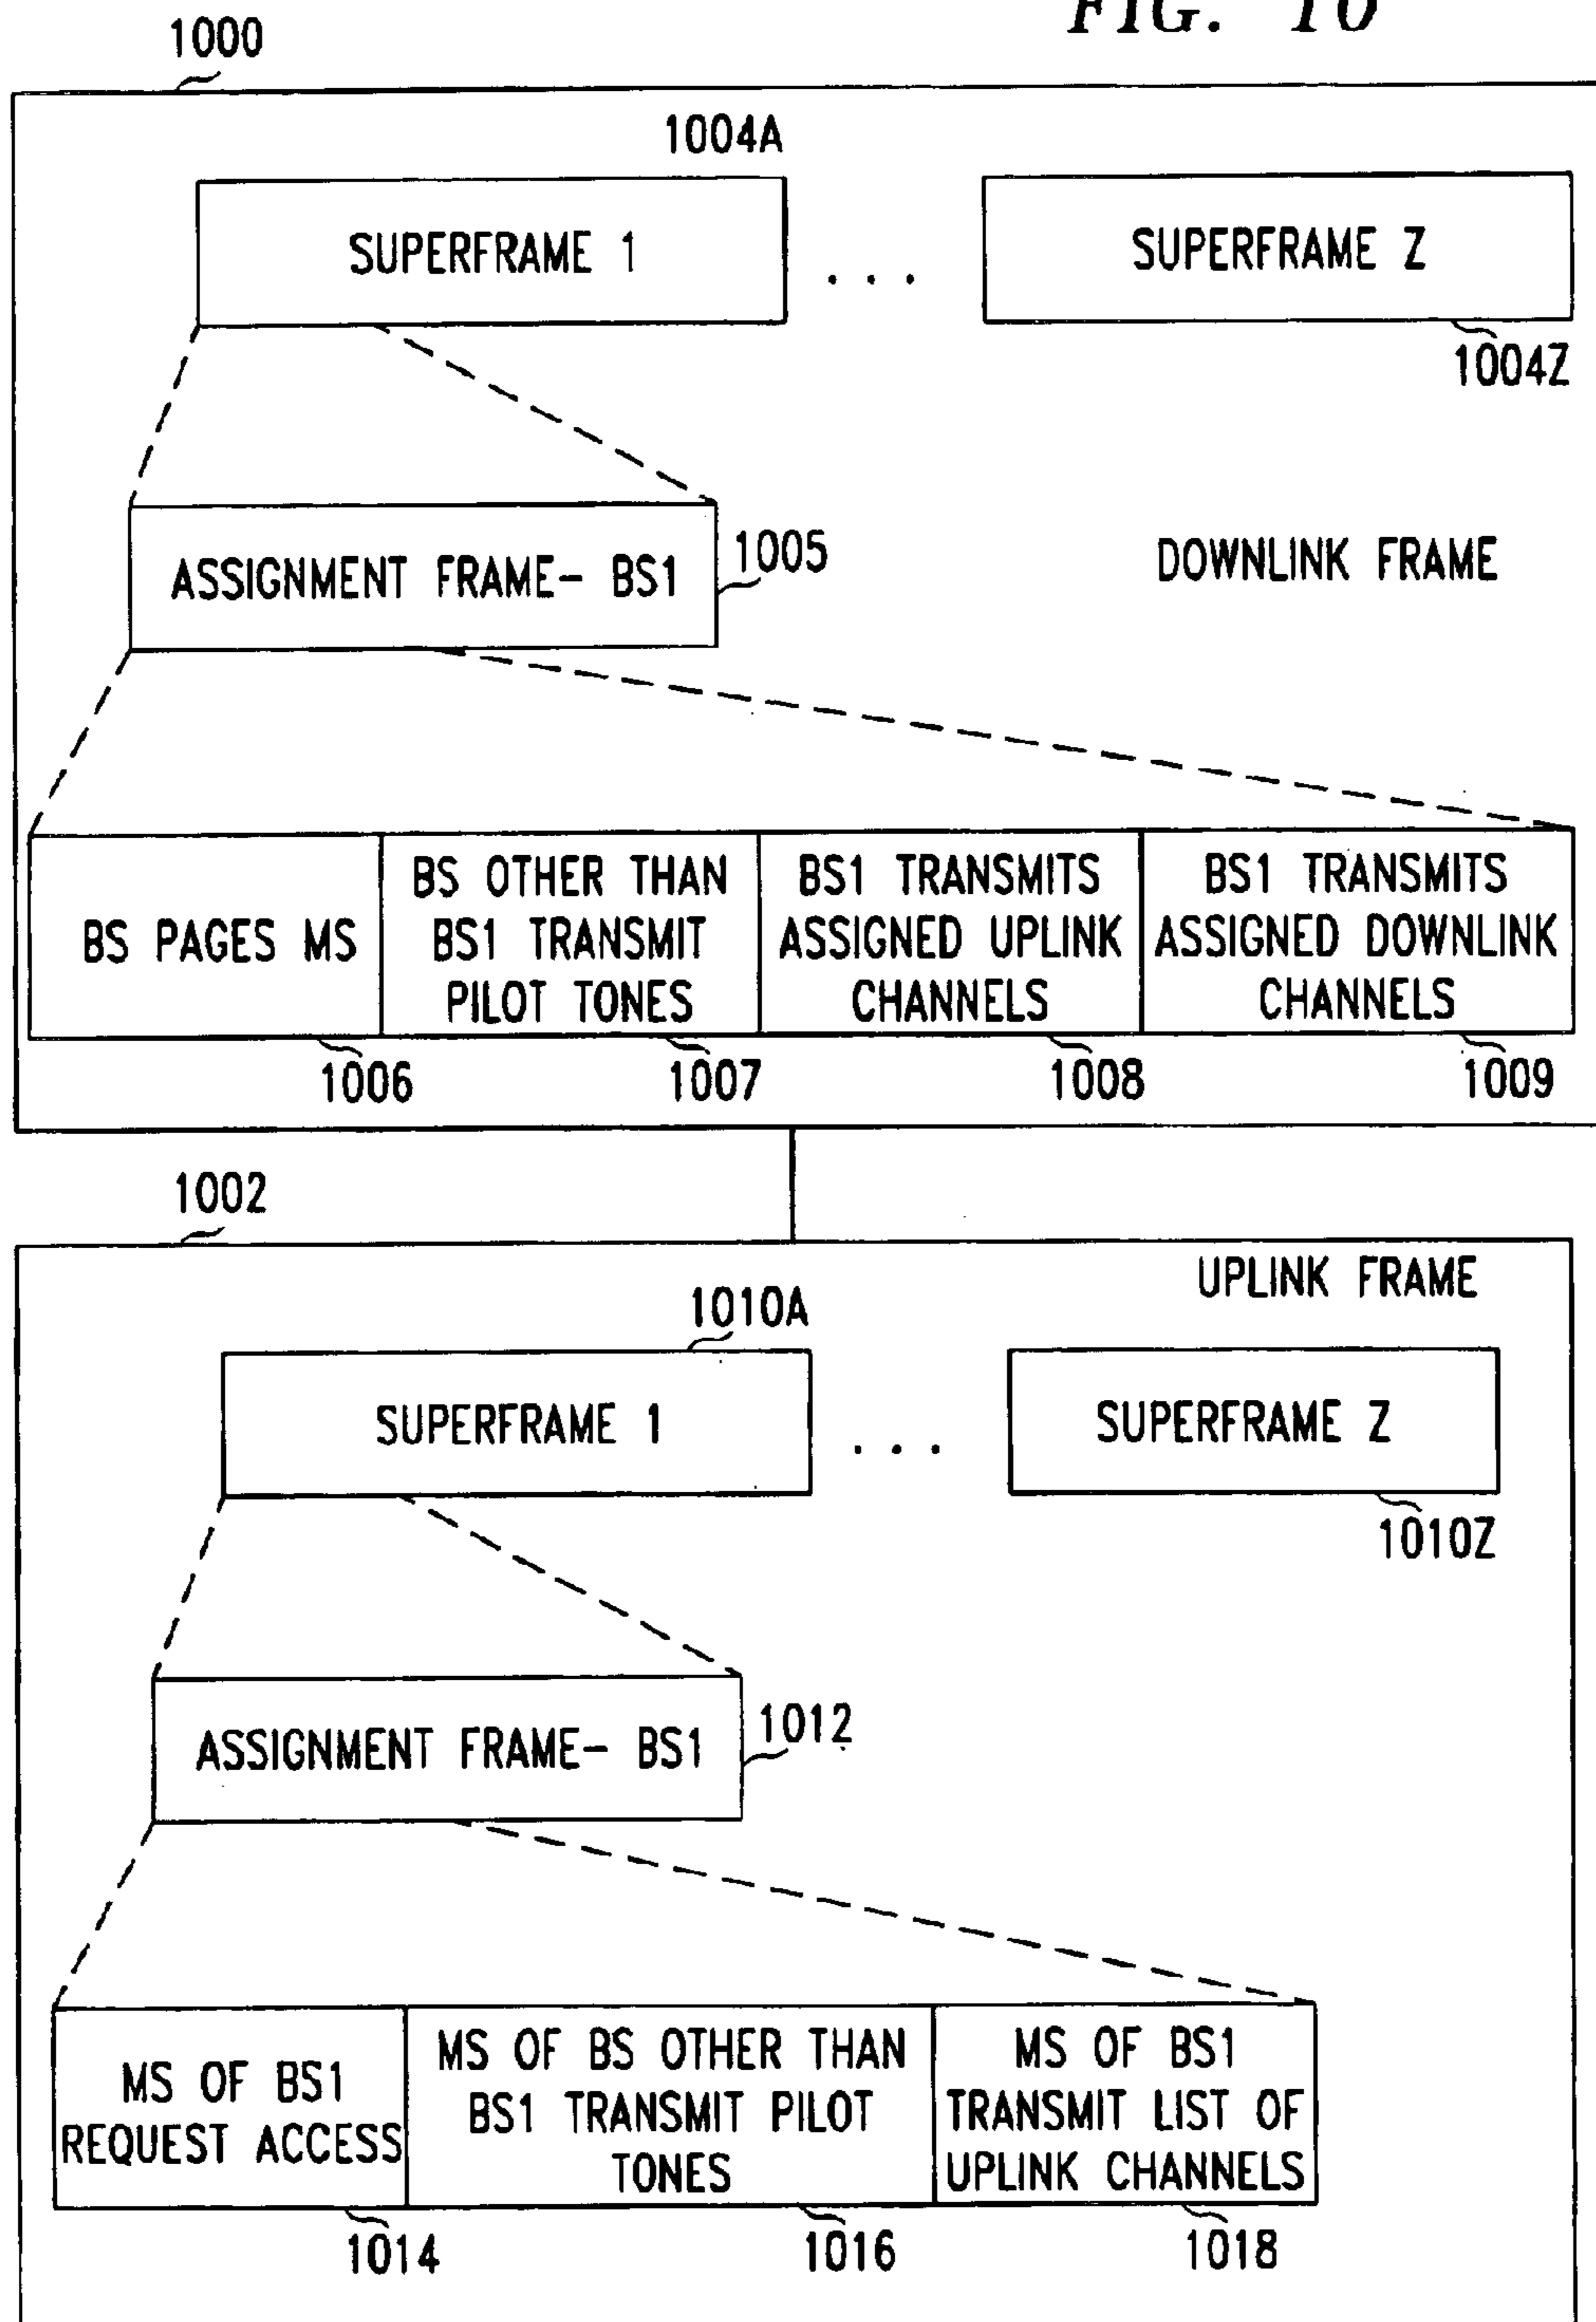 FIG. 10
1000
1004A
SUPERFRAME 1
. . .
SUPERFRAME Z
1004Z
ASSIGNMENT FRAME- BS1
1005
DOWNLINK FRAME
BS PAGES MS
BS OTHER THAN
BS1 TRANSMIT
PILOT TONES
BS1 TRANSMITS
ASSIGNED UPLINK
CHANNELS
BS1 TRANSMITS
ASSIGNED DOWNLINK
CHANNELS
1006
1007
1008
1009
1002
UPLINK FRAME
1010A
SUPERFRAME 1
. . .
SUPERFRAME Z
1010Z
ASSIGNMENT FRAME- BS1
1012
MS OF BS1
REQUEST ACCESS
MS OF BS OTHER THAN
BS1 TRANSMIT PILOT
TONES
MS OF BS1
TRANSMIT LIST OF
UPLINK CHANNELS
1014
1016
1018